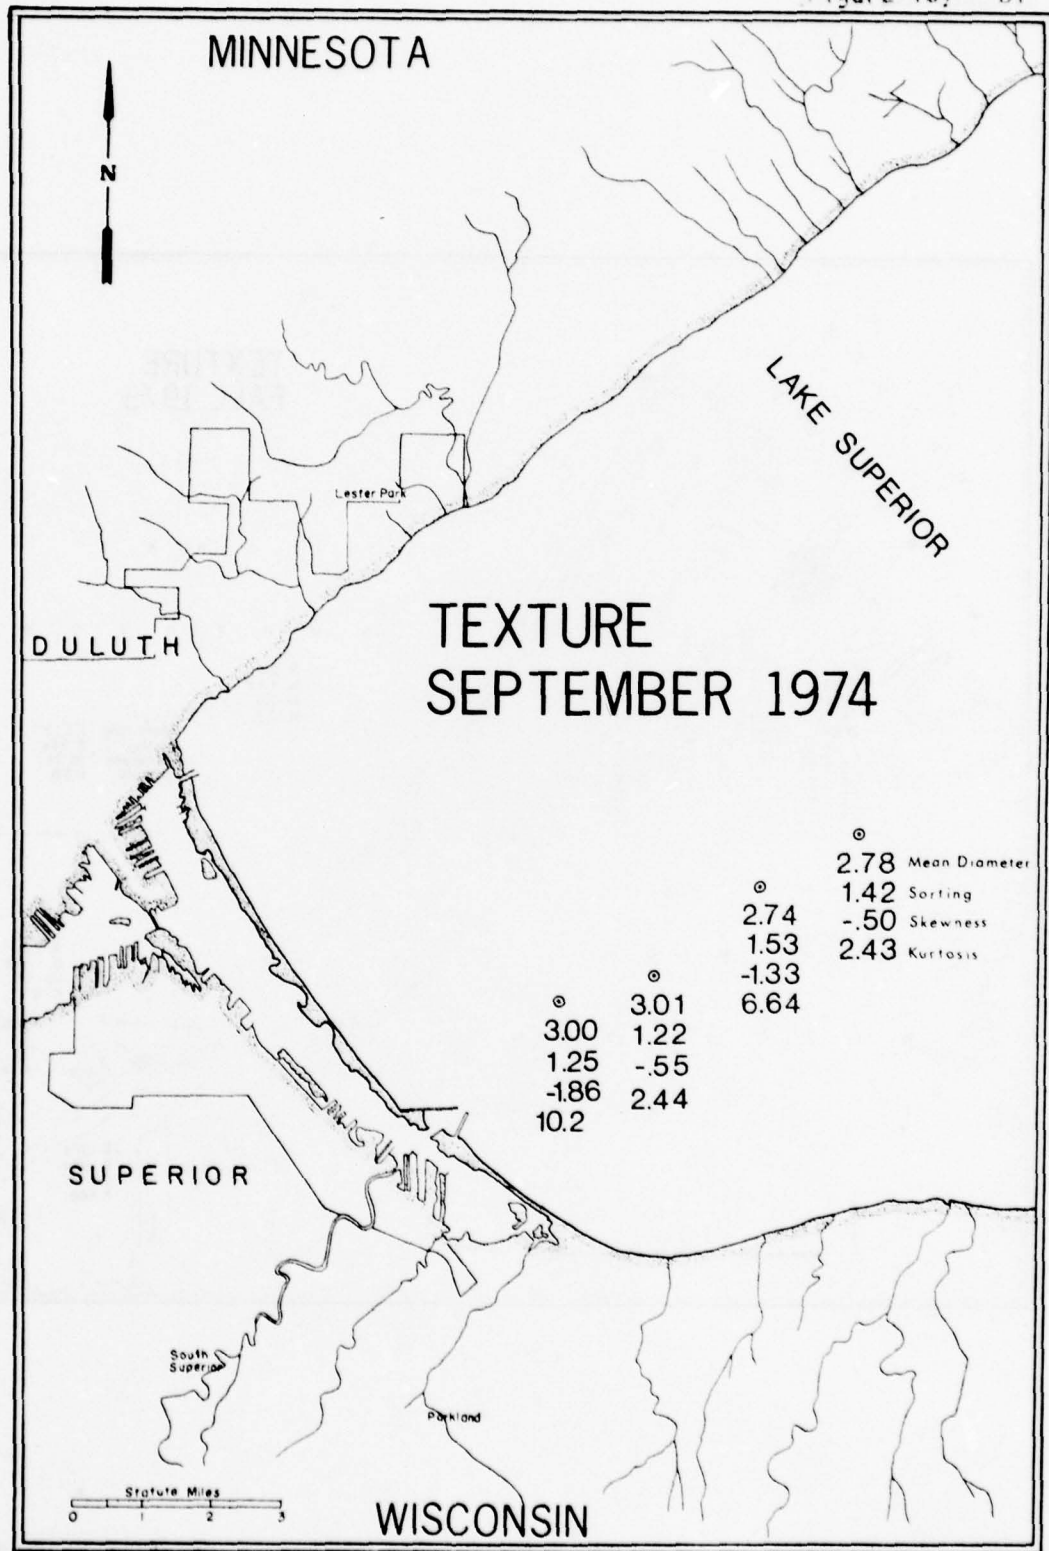 MINNESOTA
N
LAKE SUPERIOR
Lester Park
DULUTH
TEXTURE
SEPTEMBER 1974
2.78 Mean Diameter
1.42 Sorting
-.50 Skewness
2.43 Kurtosis
2.74
1.53
-1.33
6.64
3.01
1.22
-.55
2.44
3.00
1.25
-1.86
10.2
SUPERIOR
South
Superior
Parkland
Statute Miles
0 1 2 3
WISCONSIN